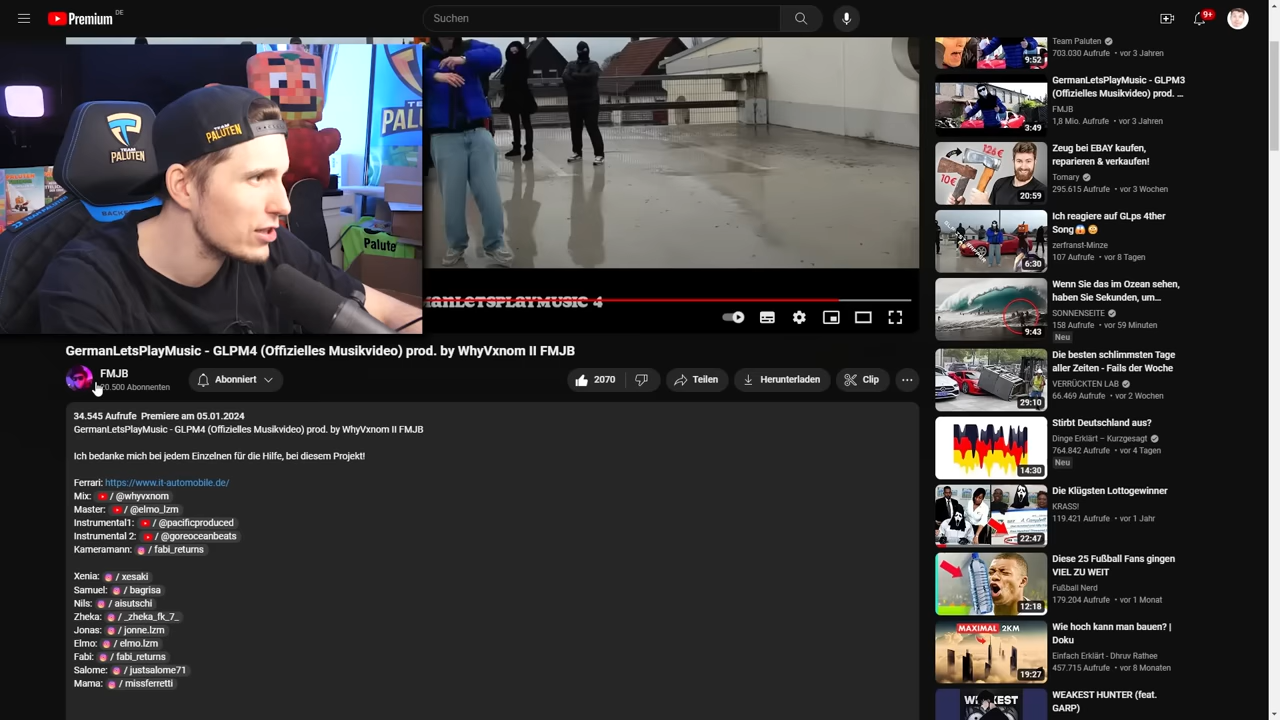 Premium DE
Suchen
9+
TEAM
PALUTEN
TEAM
PALUTEN
BACKF
PAL
Palute
MANLETSPLAYMUSIC 4
GermanLetsPlayMusic - GLPM4 (Offizielles Musikvideo) prod. by WhyVxnom II FMJB
FMJB
20.500 Abonnenten
Abonniert
2070
Teilen
Herunterladen
Clip
34.545 Aufrufe Premiere am 05.01.2024
GermanLetsPlayMusic - GLPM4 (Offizielles Musikvideo) prod. by WhyVxnom II FMJB
Ich bedanke mich bei jedem Einzelnen für die Hilfe, bei diesem Projekt!
Ferrari: https://www.it-automobile.de/
Mix: / @whyvxnom
Master: / @elmo_lzm
Instrumental1: / @pacificproduced
Instrumental 2: / @goreoceanbeats
Kameramann: / fabi_returns
Xenia: / xesaki
Samuel: / bagrisa
Nils: / aisutschi
Zheka: / _zheka_fk_7_
Jonas: / jonne.lzm
Elmo: / elmo.lzm
Fabi: / fabi_returns
Salome: / justsalome71
Mama: / missferretti
Team Paluten
703.030 Aufrufe • vor 3 Jahren
9:52
GermanLetsPlayMusic - GLPM3
(Offizielles Musikvideo) prod. ...
FMJB
1,8 Mio. Aufrufe • vor 3 Jahren
3:49
Zeug bei EBAY kaufen,
reparieren & verkaufen!
Tomary
295.615 Aufrufe • vor 3 Wochen
126€
10€
20:59
Ich reagiere auf GLps 4ther
Song😱🥵
zerfranst-Minze
107 Aufrufe • vor 8 Tagen
6:30
Wenn Sie das im Ozean sehen,
haben Sie Sekunden, um...
SONNENSEITE
158 Aufrufe • vor 59 Minuten
Neu
9:43
Die besten schlimmsten Tage
aller Zeiten - Fails der Woche
VERRÜCKTEN LAB
66.469 Aufrufe • vor 2 Wochen
29:10
Stirbt Deutschland aus?
Dinge Erklärt – Kurzgesagt
764.842 Aufrufe • vor 4 Tagen
Neu
14:30
Die Klügsten Lottogewinner
KRASS!
119.421 Aufrufe • vor 1 Jahr
22:47
Diese 25 Fußball Fans gingen
VIEL ZU WEIT
Fußball Nerd
179.204 Aufrufe • vor 1 Monat
12:18
Wie hoch kann man bauen? |
Doku
Einfach Erklärt - Dhruv Rathee
457.715 Aufrufe • vor 8 Monaten
MAXIMAL 2KM
19:27
WEAKEST HUNTER (feat.
GARP)